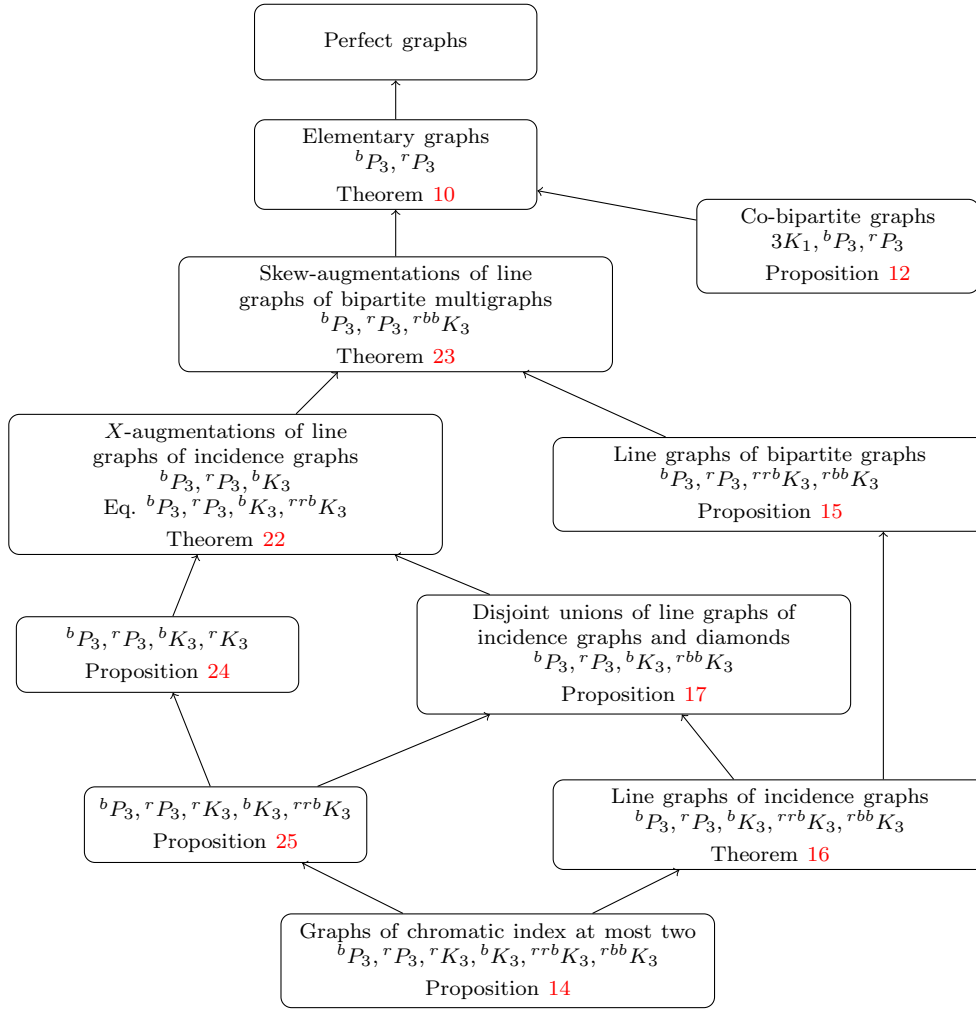 Perfect graphs
Elementary graphs
ᵇP₃, ʳP₃
Theorem 10
Co-bipartite graphs
3K₁, ᵇP₃, ʳP₃
Proposition 12
Skew-augmentations of line
graphs of bipartite multigraphs
ᵇP₃, ʳP₃, ʳᵇᵇK₃
Theorem 23
X-augmentations of line
graphs of incidence graphs
ᵇP₃, ʳP₃, ᵇK₃
Eq. ᵇP₃, ʳP₃, ᵇK₃, ʳʳᵇK₃
Theorem 22
Line graphs of bipartite graphs
ᵇP₃, ʳP₃, ʳʳᵇK₃, ʳᵇᵇK₃
Proposition 15
ᵇP₃, ʳP₃, ᵇK₃, ʳK₃
Proposition 24
Disjoint unions of line graphs of
incidence graphs and diamonds
ᵇP₃, ʳP₃, ᵇK₃, ʳᵇᵇK₃
Proposition 17
ᵇP₃, ʳP₃, ʳK₃, ᵇK₃, ʳʳᵇK₃
Proposition 25
Line graphs of incidence graphs
ᵇP₃, ʳP₃, ᵇK₃, ʳʳᵇK₃, ʳᵇᵇK₃
Theorem 16
Graphs of chromatic index at most two
ᵇP₃, ʳP₃, ʳK₃, ᵇK₃, ʳʳᵇK₃, ʳᵇᵇK₃
Proposition 14